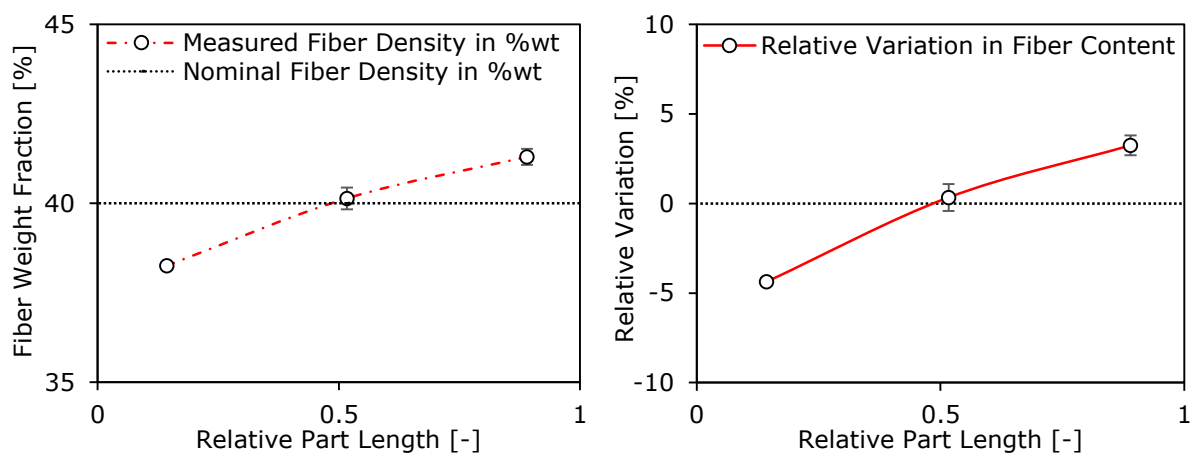 45
40
35
Fiber Weight Fraction [%]
Measured Fiber Density in %wt
Nominal Fiber Density in %wt
0
0.5
1
Relative Part Length [-]
10
5
0
-5
-10
Relative Variation [%]
Relative Variation in Fiber Content
0
0.5
1
Relative Part Length [-]